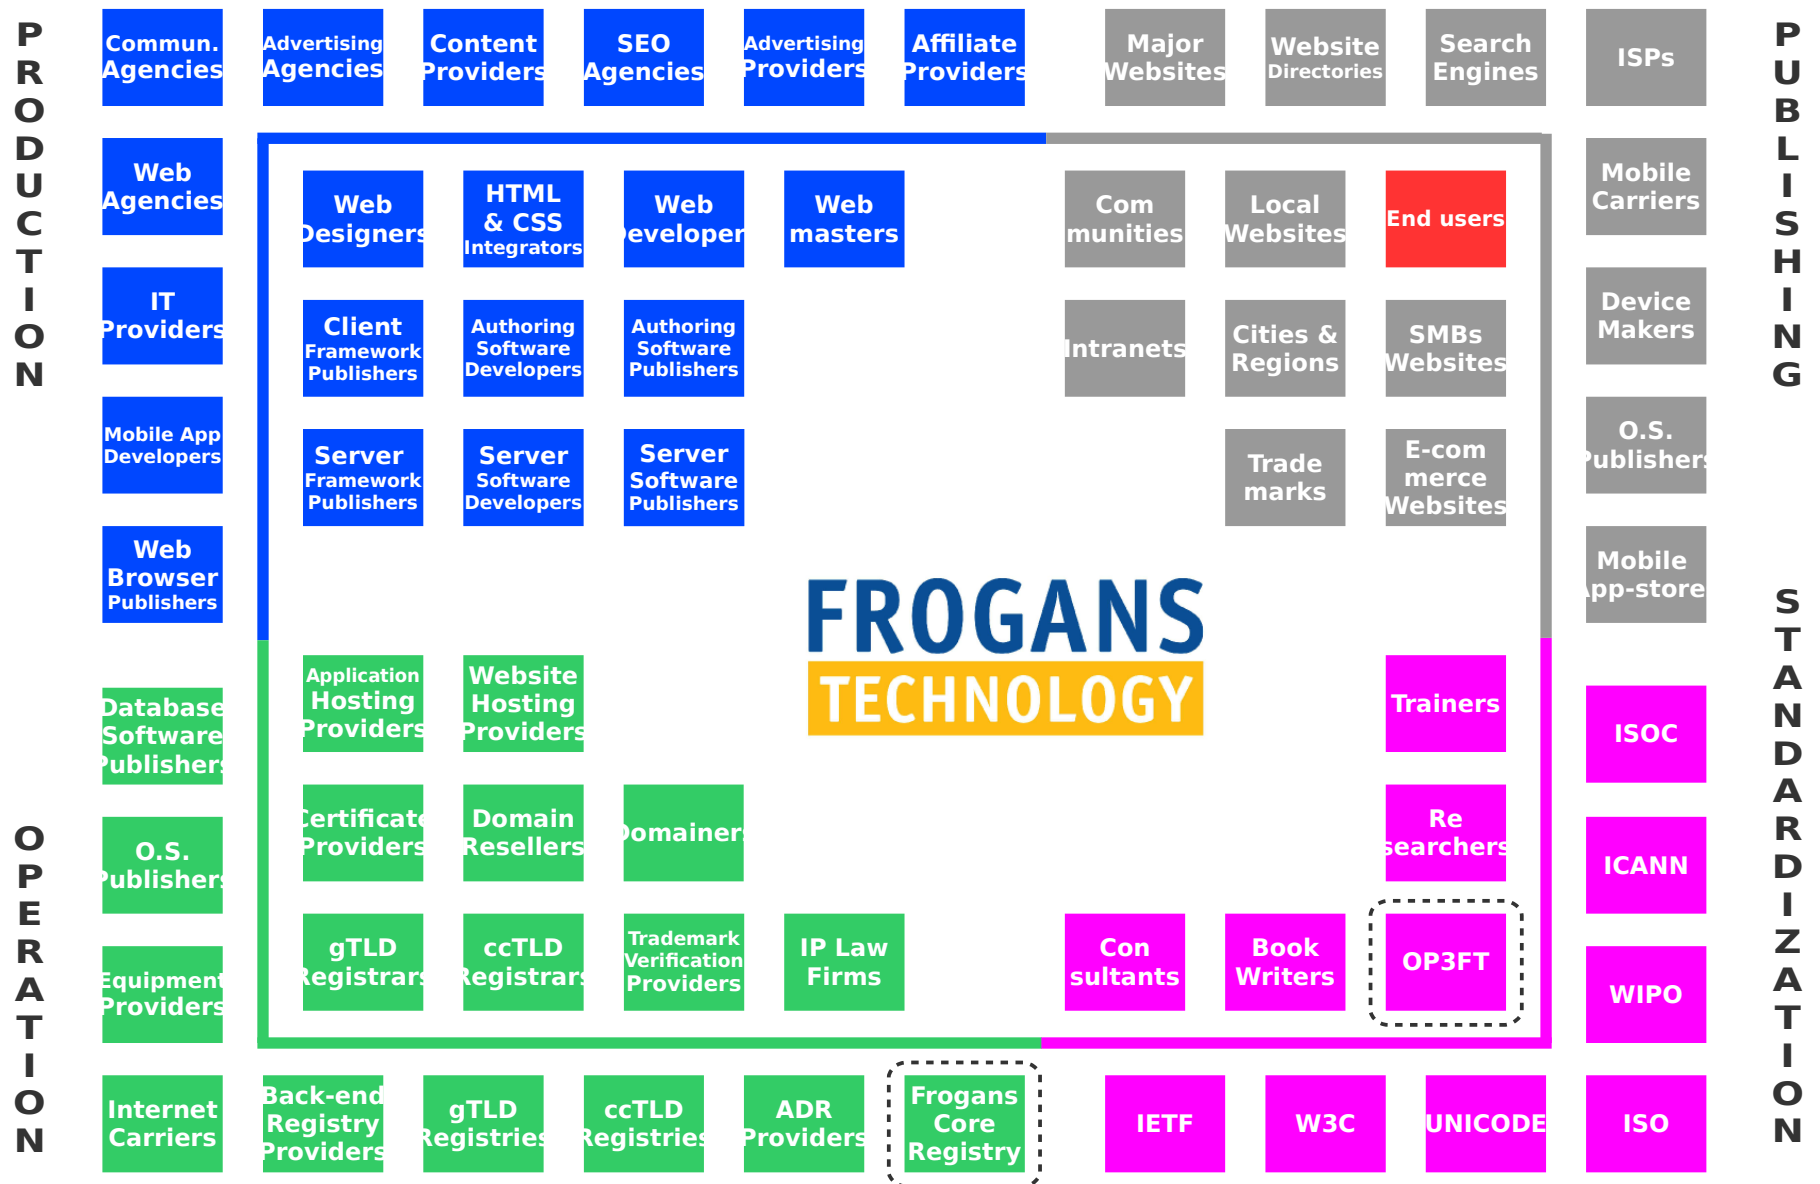 PRODUCTION
Commun.
Agencies
Advertising
Agencies
Content
Providers
SEO
Agencies
Advertising
Providers
Affiliate
Providers
Web
Agencies
IT
Providers
Mobile App
Developers
Web
Browser
Publishers
Web
Designers
HTML
& CSS
Integrators
Web
Developer
Web
masters
Client
Framework
Publishers
Authoring
Software
Developers
Authoring
Software
Publishers
Server
Framework
Publishers
Server
Software
Developers
Server
Software
Publishers
PUBLISHING
Major
Websites
Website
Directories
Search
Engines
ISPs
Mobile
Carriers
Device
Makers
O.S.
Publishers
Mobile
App-store
Com
munities
Local
Websites
End users
Intranets
Cities &
Regions
SMBs
Websites
Trade
marks
E-com
merce
Websites
FROGANS
TECHNOLOGY
OPERATION
Database
Software
Publishers
O.S.
Publishers
Equipment
Providers
Internet
Carriers
Application
Hosting
Providers
Website
Hosting
Providers
Certificate
Providers
Domain
Resellers
Domainers
gTLD
Registrars
ccTLD
Registrars
Trademark
Verification
Providers
IP Law
Firms
Back-end
Registry
Providers
gTLD
Registries
ccTLD
Registries
ADR
Providers
Frogans
Core
Registry
STANDARDIZATION
Trainers
Re
searchers
Con
sultants
Book
Writers
OP3FT
ISOC
ICANN
WIPO
IETF
W3C
UNICODE
ISO